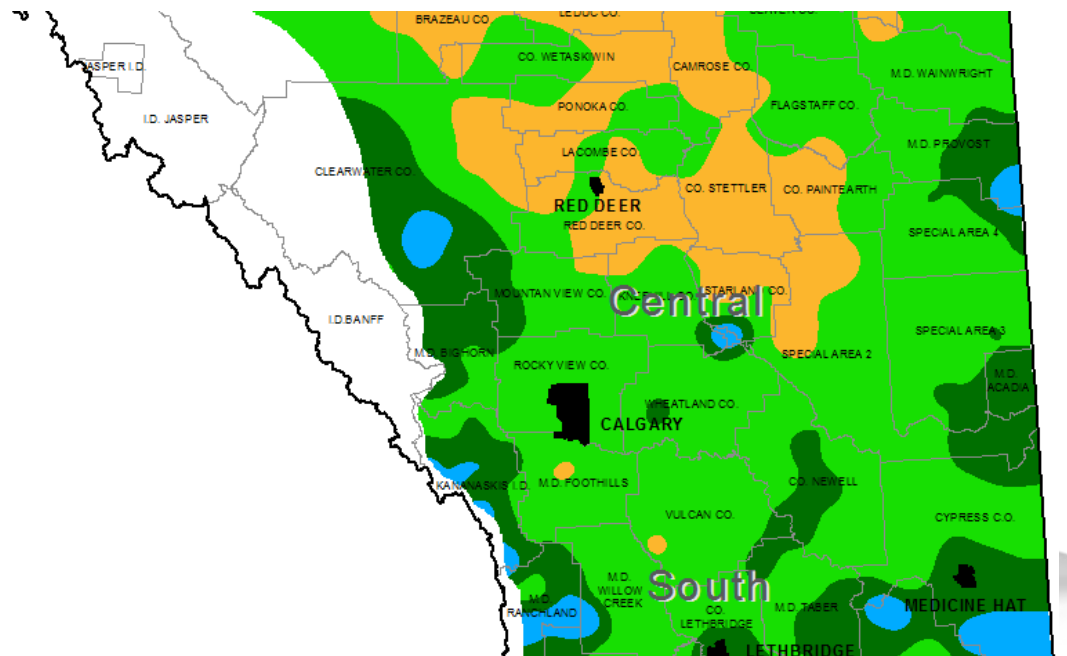 BRAZEAU CO.
LEDUC CO.
BEAVER CO.
CO. WETASKIWIN
JASPER I.D.
CAMROSE CO.
M.D. WAINWRIGHT
PONOKA CO.
FLAGSTAFF CO.
I.D. JASPER
M.D. PROVOST
LACOMBE CO.
CLEARWATER CO.
CO. STETTLER
CO. PAINTEARTH
RED DEER
RED DEER CO.
SPECIAL AREA 4
MOUNTAN VIEW CO.
STARLAND CO.
Central
I.D.BANFF
SPECIAL AREA 3
M.D. BIGHORN
SPECIAL AREA 2
ROCKY VIEW CO.
M.D.
ACADIA
WHEATLAND CO.
CALGARY
KANANASKIS I.D.
M.D. FOOTHILLS
CO. NEWELL
VULCAN CO.
CYPRESS C.O.
South
M.D.
WILLOW
CREEK
M.D.
RANCHLAND
CO.
LETHBRIDGE
M.D. TABER
MEDICINE HAT
LETHBRIDGE